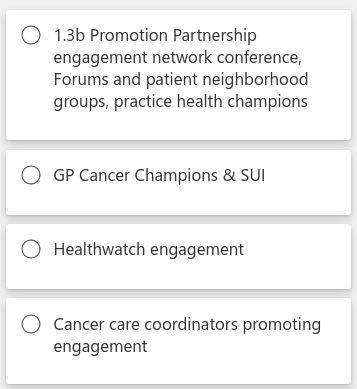 1.3b Promotion Partnership
engagement network conference,
Forums and patient neighborhood
groups, practice health champions
GP Cancer Champions & SUI
Healthwatch engagement
Cancer care coordinators promoting
engagement